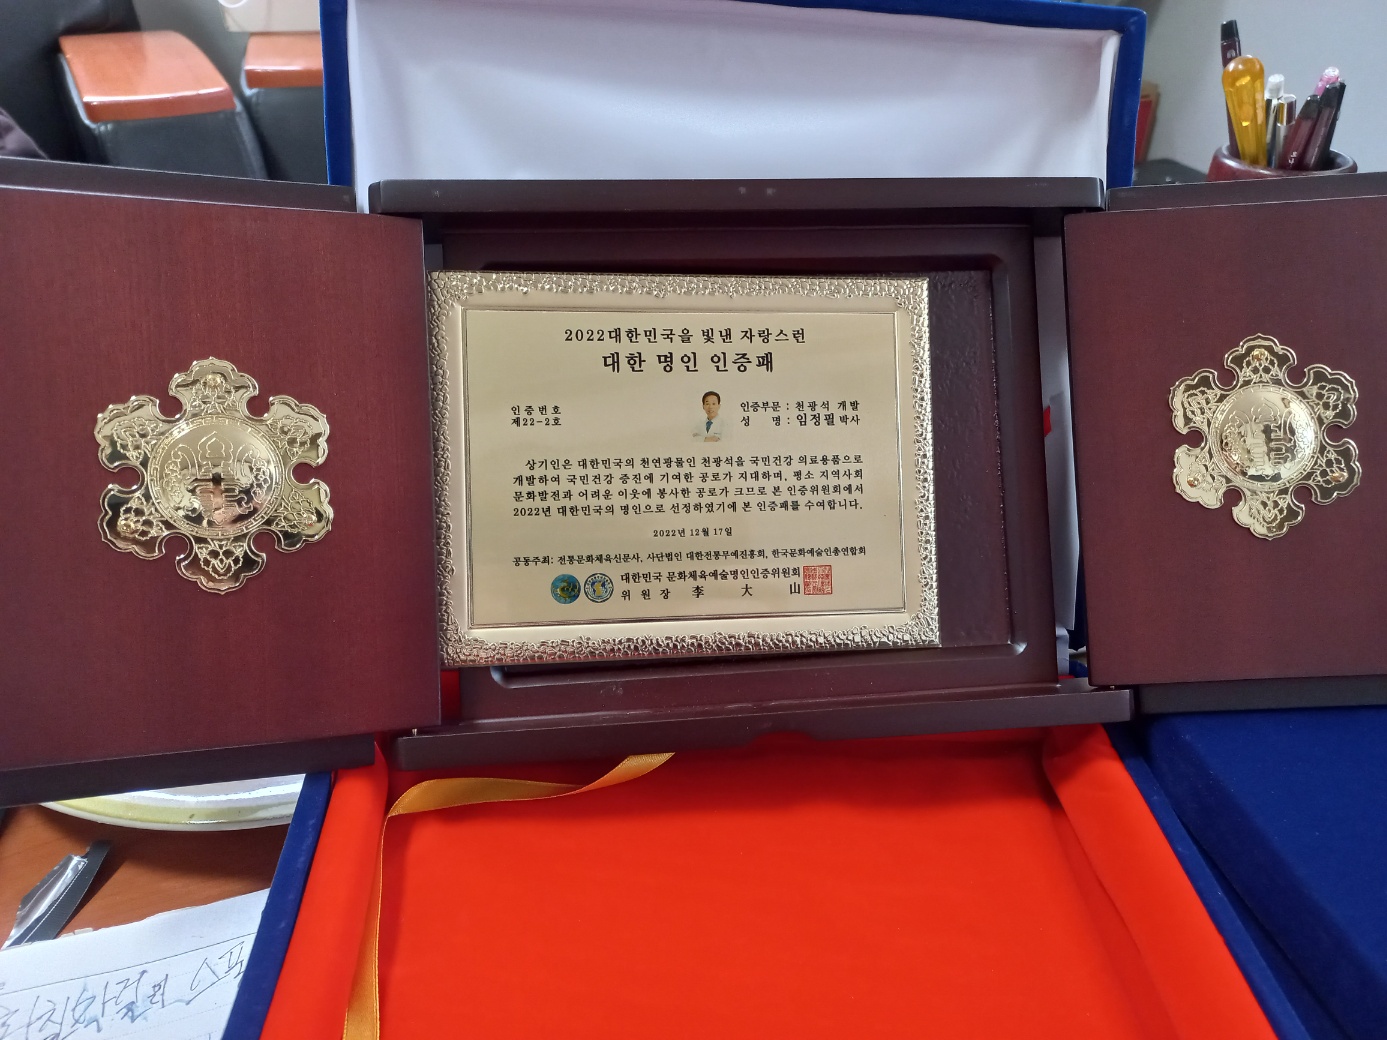 2022대한민국을 빛낸 자랑스런
대한 명인 인증패
인증번호
제22-2호
인증부문 : 천광석 개발
성 명 : 임정필 박사
상기인은 대한민국의 천연광물인 천광석을 국민건강 의료용품으로
개발하여 국민건강 증진에 기여한 공로가 지대하며, 평소 지역사회
문화발전과 어려운 이웃에 봉사한 공로가 크므로 본 인증위원회에서
2022년 대한민국의 명인으로 선정하였기에 본 인증패를 수여합니다.
2022년 12월 17일
공동주최: 전통문화체육신문사, 사단법인 대한전통무예진흥회, 한국문화예술인총연합회
대한민국 문화체육예술명인인증위원회
위 원 장 李 大 山